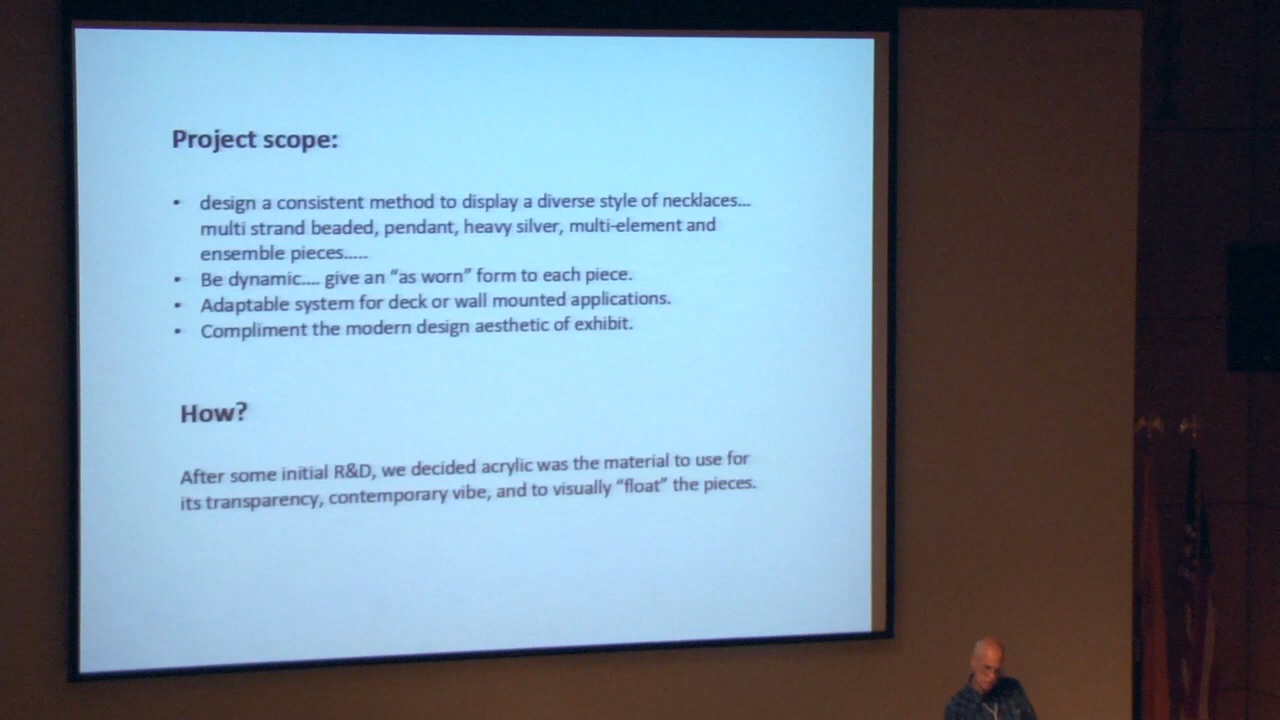 Project scope:
• design a consistent method to display a diverse style of necklaces...
multi strand beaded, pendant, heavy silver, multi-element and
ensemble pieces.....
• Be dynamic.... give an “as worn” form to each piece.
• Adaptable system for deck or wall mounted applications.
• Compliment the modern design aesthetic of exhibit.
How?
After some initial R&D, we decided acrylic was the material to use for
its transparency, contemporary vibe, and to visually “float” the pieces.